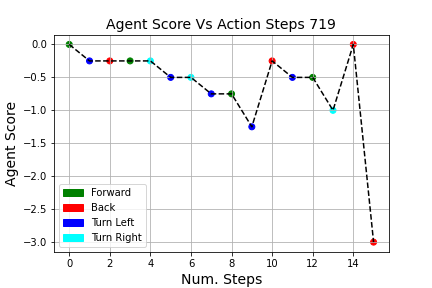 Agent Score Vs Action Steps 719
Agent Score
0.0
−0.5
−1.0
−1.5
−2.0
−2.5
−3.0
Forward
Back
Turn Left
Turn Right
0 2 4 6 8 10 12 14
Num. Steps